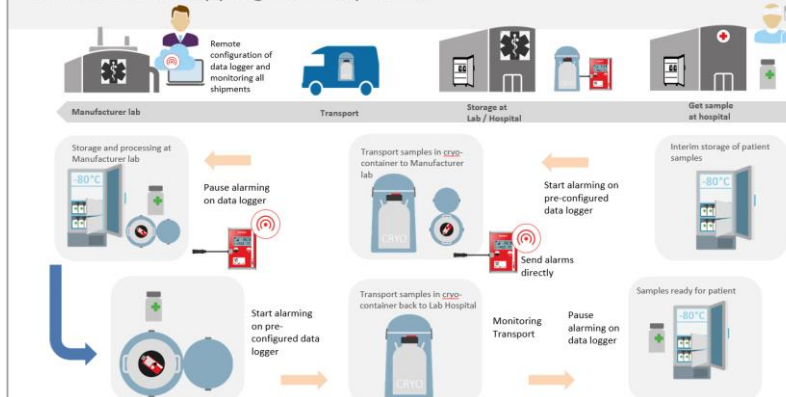 Remote
configuration of
data logger and
monitoring all
shipments
Manufacturer lab
Transport
Storage at
Lab / Hospital
Get sample
at hospital
Storage and processing at
Manufacturer lab
-80°C
Pause alarming
on data logger
Transport samples in cryo-
container to Manufacturer
lab
CRYO
Start alarming on
pre-configured
data logger
Send alarms
directly
Interim storage of patient
samples
-80°C
Start alarming
on pre-
configured data
logger
Transport samples in cryo-
container back to Lab Hospital
CRYO
Monitoring
Transport
Pause
alarming on
data logger
Samples ready for patient
-80°C